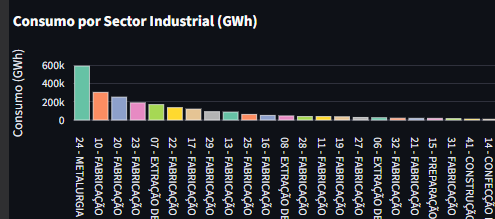 Consumo por Sector Industrial (GWh)
Consumo (GWh)
600k
400k
200k
0
24 - METALURGIA
10 - FABRICAÇÃO
20 - FABRICAÇÃO
23 - FABRICAÇÃO
07 - EXTRAÇÃO DE
22 - FABRICAÇÃO
17 - FABRICAÇÃO
29 - FABRICAÇÃO
13 - FABRICAÇÃO
25 - FABRICAÇÃO
16 - FABRICAÇÃO
08 - EXTRAÇÃO DE
28 - FABRICAÇÃO
11 - FABRICAÇÃO
19 - FABRICAÇÃO
27 - FABRICAÇÃO
06 - EXTRAÇÃO DE
32 - FABRICAÇÃO
21 - FABRICAÇÃO
15 - PREPARAÇÃO
31 - FABRICAÇÃO
41 - CONSTRUÇÃO
14 - CONFECÇÃO